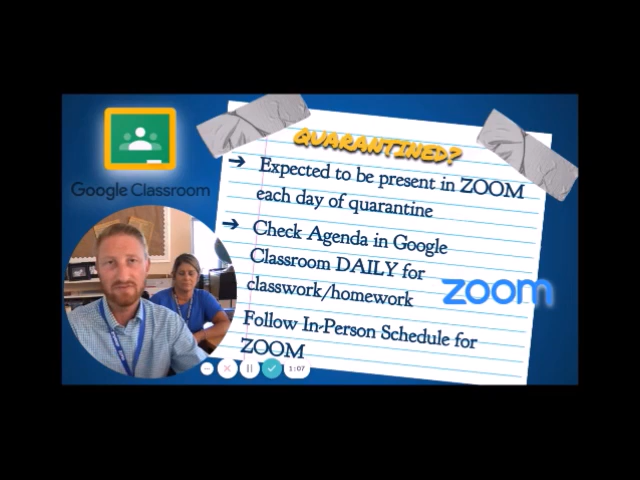 QUARANTINED?
Google Classroom
➔ Expected to be present in ZOOM
each day of quarantine
➔ Check Agenda in Google
Classroom DAILY for
classwork/homework
zoom
Follow In-Person Schedule for
ZOOM
1:07